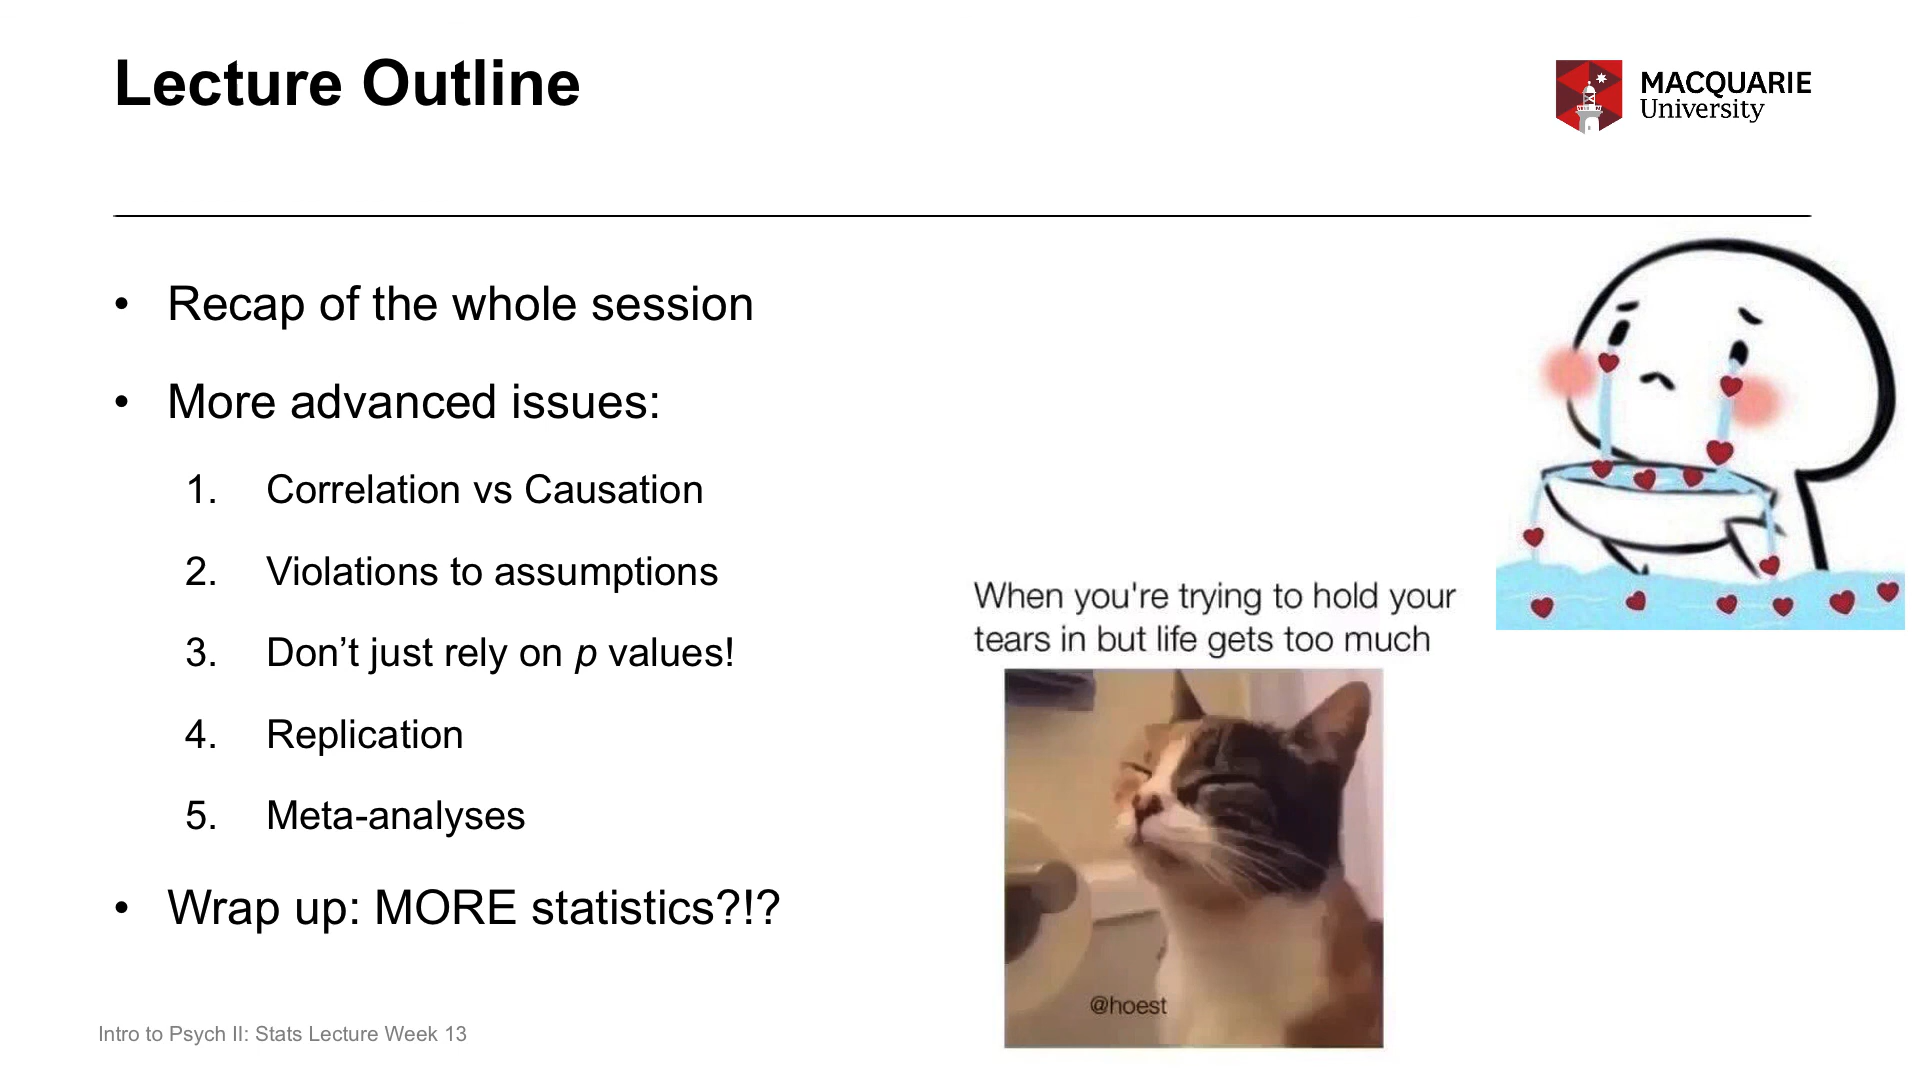 Lecture Outline
MACQUARIE
University
• Recap of the whole session
• More advanced issues:
1. Correlation vs Causation
2. Violations to assumptions
3. Don’t just rely on p values!
4. Replication
5. Meta-analyses
• Wrap up: MORE statistics?!?
When you're trying to hold your
tears in but life gets too much
@hoest
Intro to Psych II: Stats Lecture Week 13